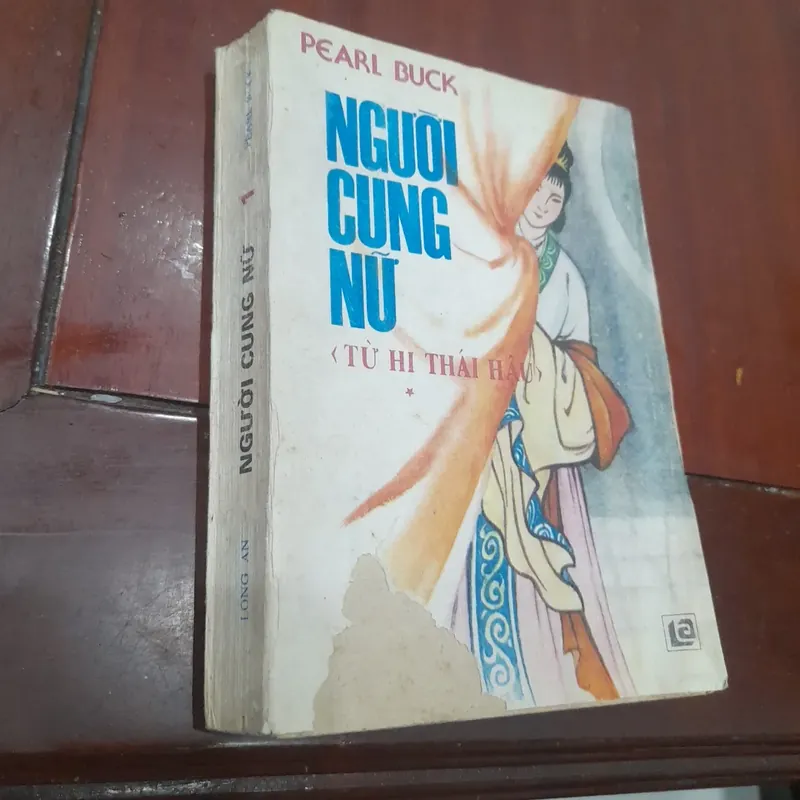 PEARL BUCK
NGƯỜI
CUNG
NỮ
‹TỪ HI THÁI HẬU›
*
NGƯỜI CUNG NỮ 1
LONG AN